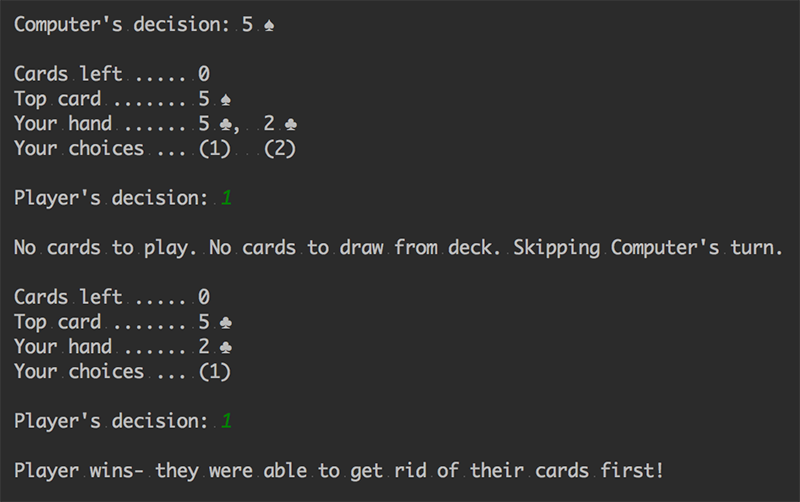 Computer's decision: 5 ♠
Cards left ..... 0
Top card ....... 5 ♠
Your hand ...... 5 ♣,  2 ♣
Your choices ... (1)   (2)
Player's decision: 1
No cards to play. No cards to draw from deck. Skipping Computer's turn.
Cards left ..... 0
Top card ....... 5 ♣
Your hand ...... 2 ♣
Your choices ... (1)
Player's decision: 1
Player wins- they were able to get rid of their cards first!